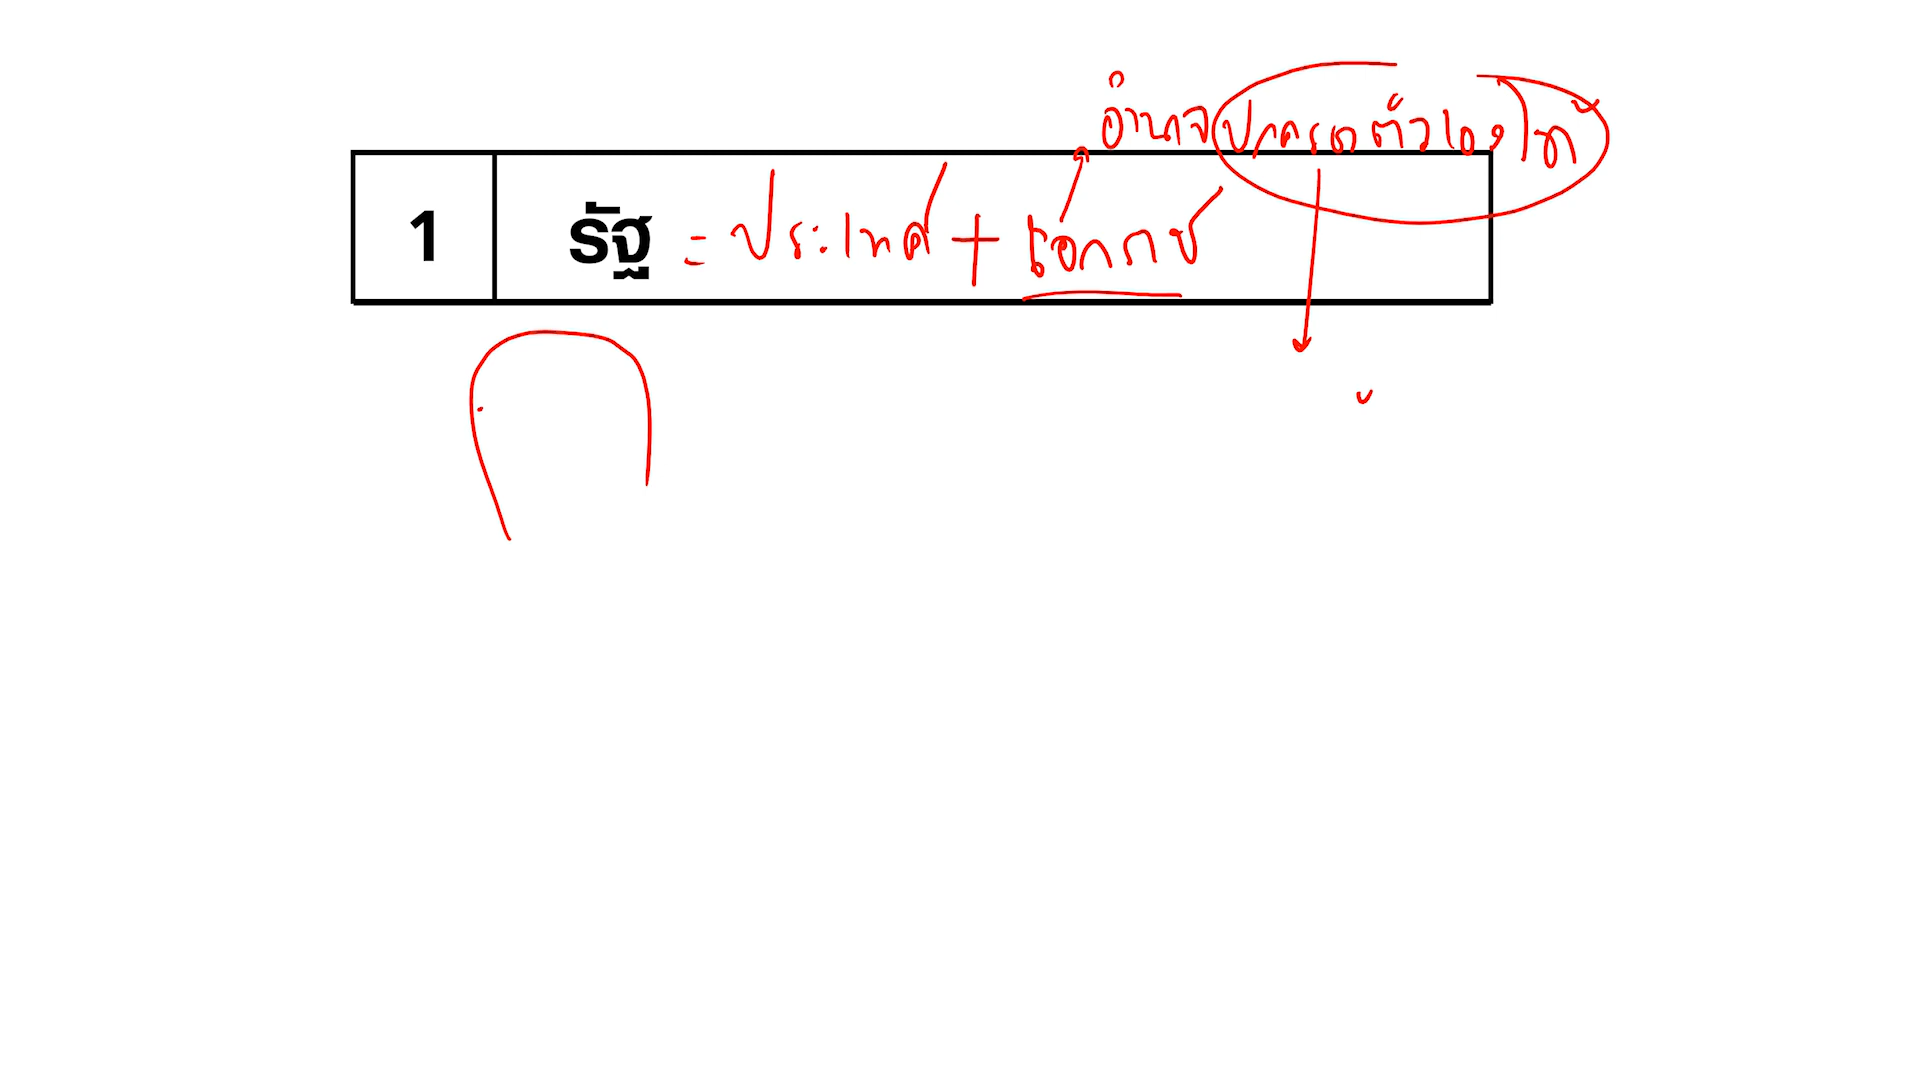 อำนาจปกครองตัวเองได้
1 รัฐ = ประเทศ + เอกราช